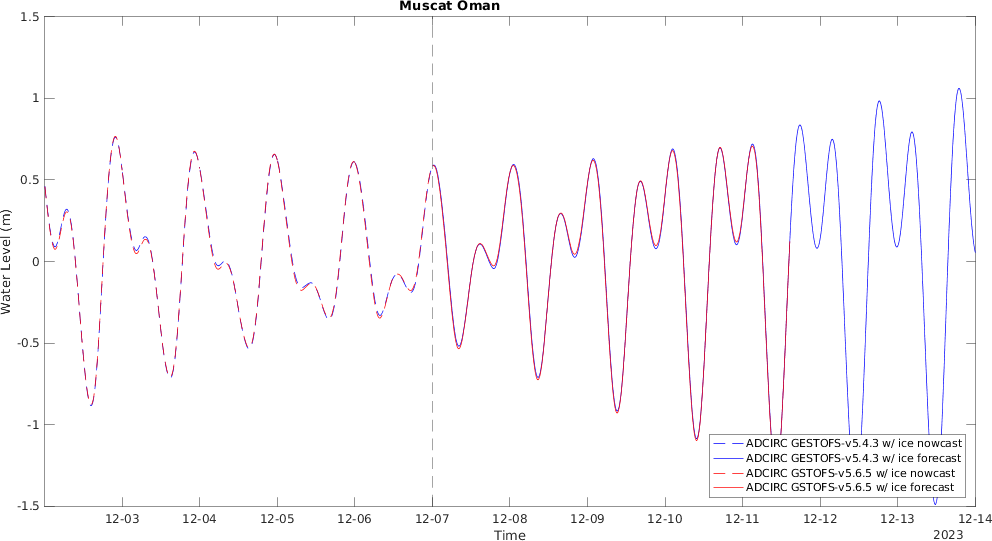 Muscat Oman
1.5
1
0.5
0
-0.5
-1
-1.5
Water Level (m)
ADCIRC GESTOFS-v5.4.3 w/ ice nowcast
ADCIRC GESTOFS-v5.4.3 w/ ice forecast
ADCIRC GSTOFS-v5.6.5 w/ ice nowcast
ADCIRC GSTOFS-v5.6.5 w/ ice forecast
12-03 12-04 12-05 12-06 12-07 12-08 12-09 12-10 12-11 12-12 12-13 12-14
Time
2023